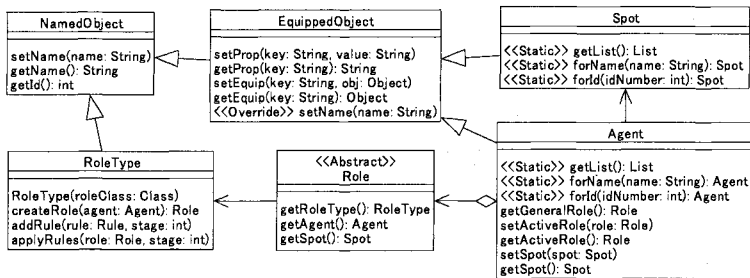 NamedObject
setName(name: String)
getName(): String
getId(): int
EquippedObject
setProp(key: String, value: String)
getProp(key: String): String
setEquip(key: String, obj: Object)
getEquip(key: String): Object
<<Override>> setName(name: String)
Spot
<<Static>> getList(): List
<<Static>> forName(name: String): Spot
<<Static>> forId(idNumber: int): Spot
RoleType
RoleType(roleClass: Class)
createRole(agent: Agent): Role
addRule(rule: Rule, stage: int)
applyRules(role: Role, stage: int)
<<Abstract>>
Role
getRoleType(): RoleType
getAgent(): Agent
getSpot(): Spot
Agent
<<Static>> getList(): List
<<Static>> forName(name: String): Agent
<<Static>> forId(idNumber: int): Agent
getGeneralRole(): Role
setActiveRole(role: Role)
getActiveRole(): Role
setSpot(spot: Spot)
getSpot(): Spot